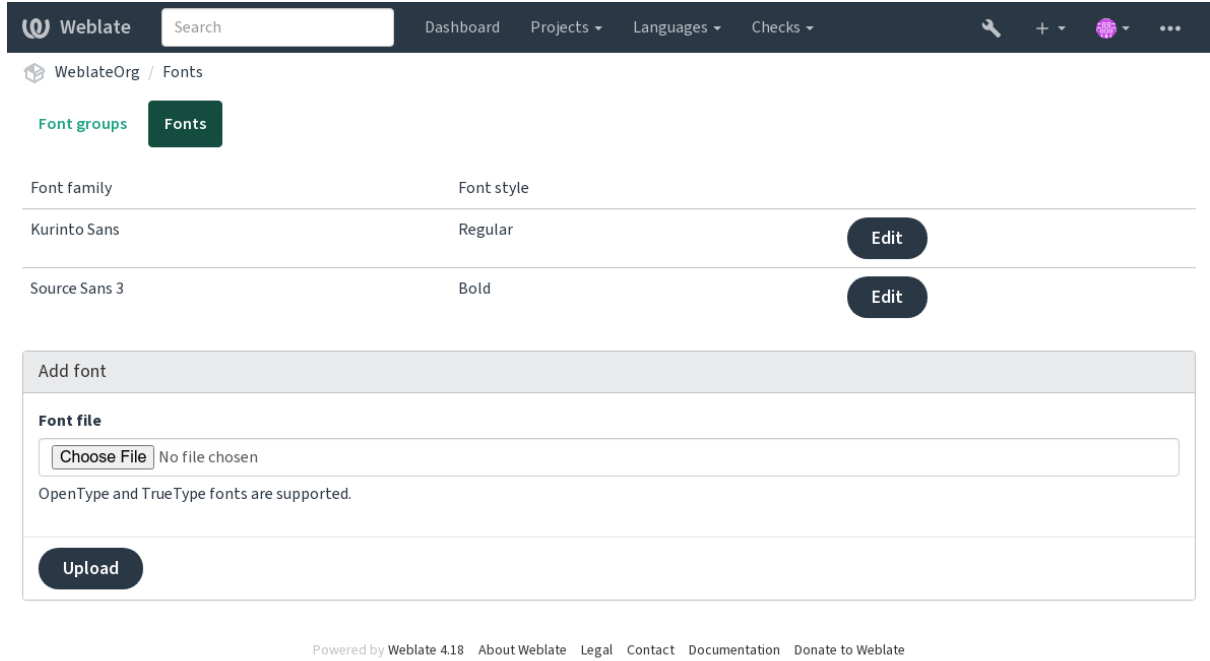 Weblate Search Dashboard Projects Languages Checks
WeblateOrg / Fonts
Font groups Fonts
Font family Font style
Kurinto Sans Regular Edit
Source Sans 3 Bold Edit
Add font
Font file
Choose File No file chosen
OpenType and TrueType fonts are supported.
Upload
Powered by Weblate 4.18 About Weblate Legal Contact Documentation Donate to Weblate